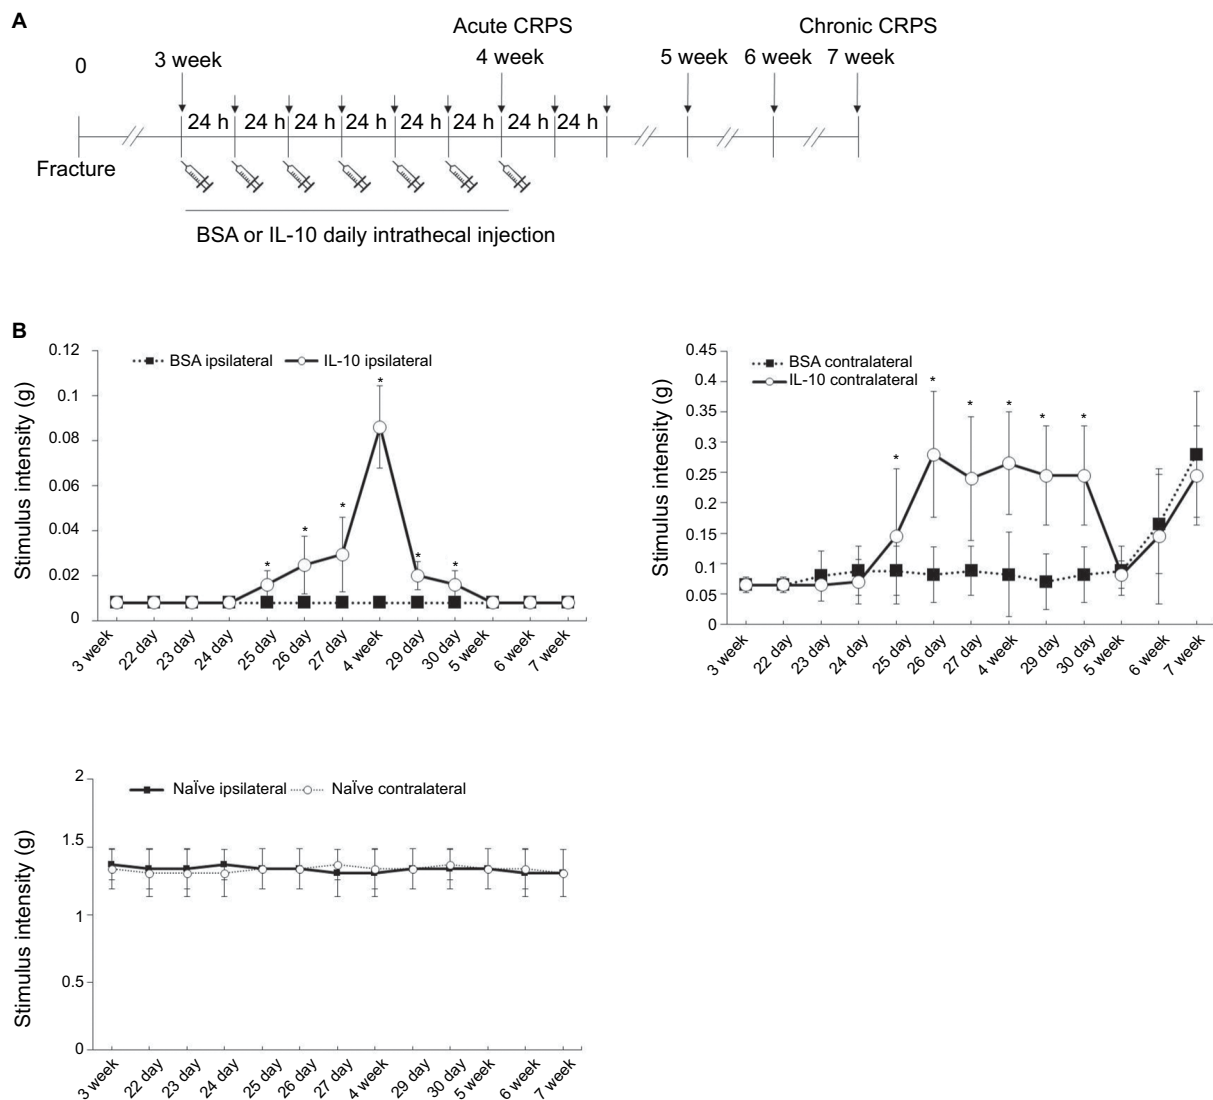 A
Acute CRPS
Chronic CRPS
0
3 week
4 week
5 week
6 week
7 week
24 h
24 h
24 h
24 h
24 h
24 h
24 h
24 h
Fracture
BSA or IL-10 daily intrathecal injection
B
Stimulus intensity (g)
0.12
0.1
0.08
0.06
0.04
0.02
0
BSA ipsilateral
IL-10 ipsilateral
*
*
*
*
*
*
3 week
22 day
23 day
24 day
25 day
26 day
27 day
4 week
29 day
30 day
5 week
6 week
7 week
Stimulus intensity (g)
0.45
0.4
0.35
0.3
0.25
0.2
0.15
0.1
0.05
0
BSA contralateral
IL-10 contralateral
*
*
*
*
*
*
3 week
22 day
23 day
24 day
25 day
26 day
27 day
4 week
29 day
30 day
5 week
6 week
7 week
Stimulus intensity (g)
2
1.5
1
0.5
0
NaÏve ipsilateral
NaÏve contralateral
3 week
22 day
23 day
24 day
25 day
26 day
27 day
4 week
29 day
30 day
5 week
6 week
7 week